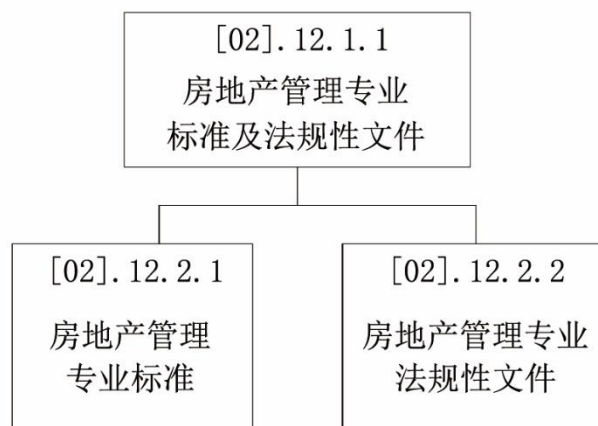 [02].12.1.1
房地产管理专业
标准及法规性文件
[02].12.2.1
房地产管理
专业标准
[02].12.2.2
房地产管理专业
法规性文件